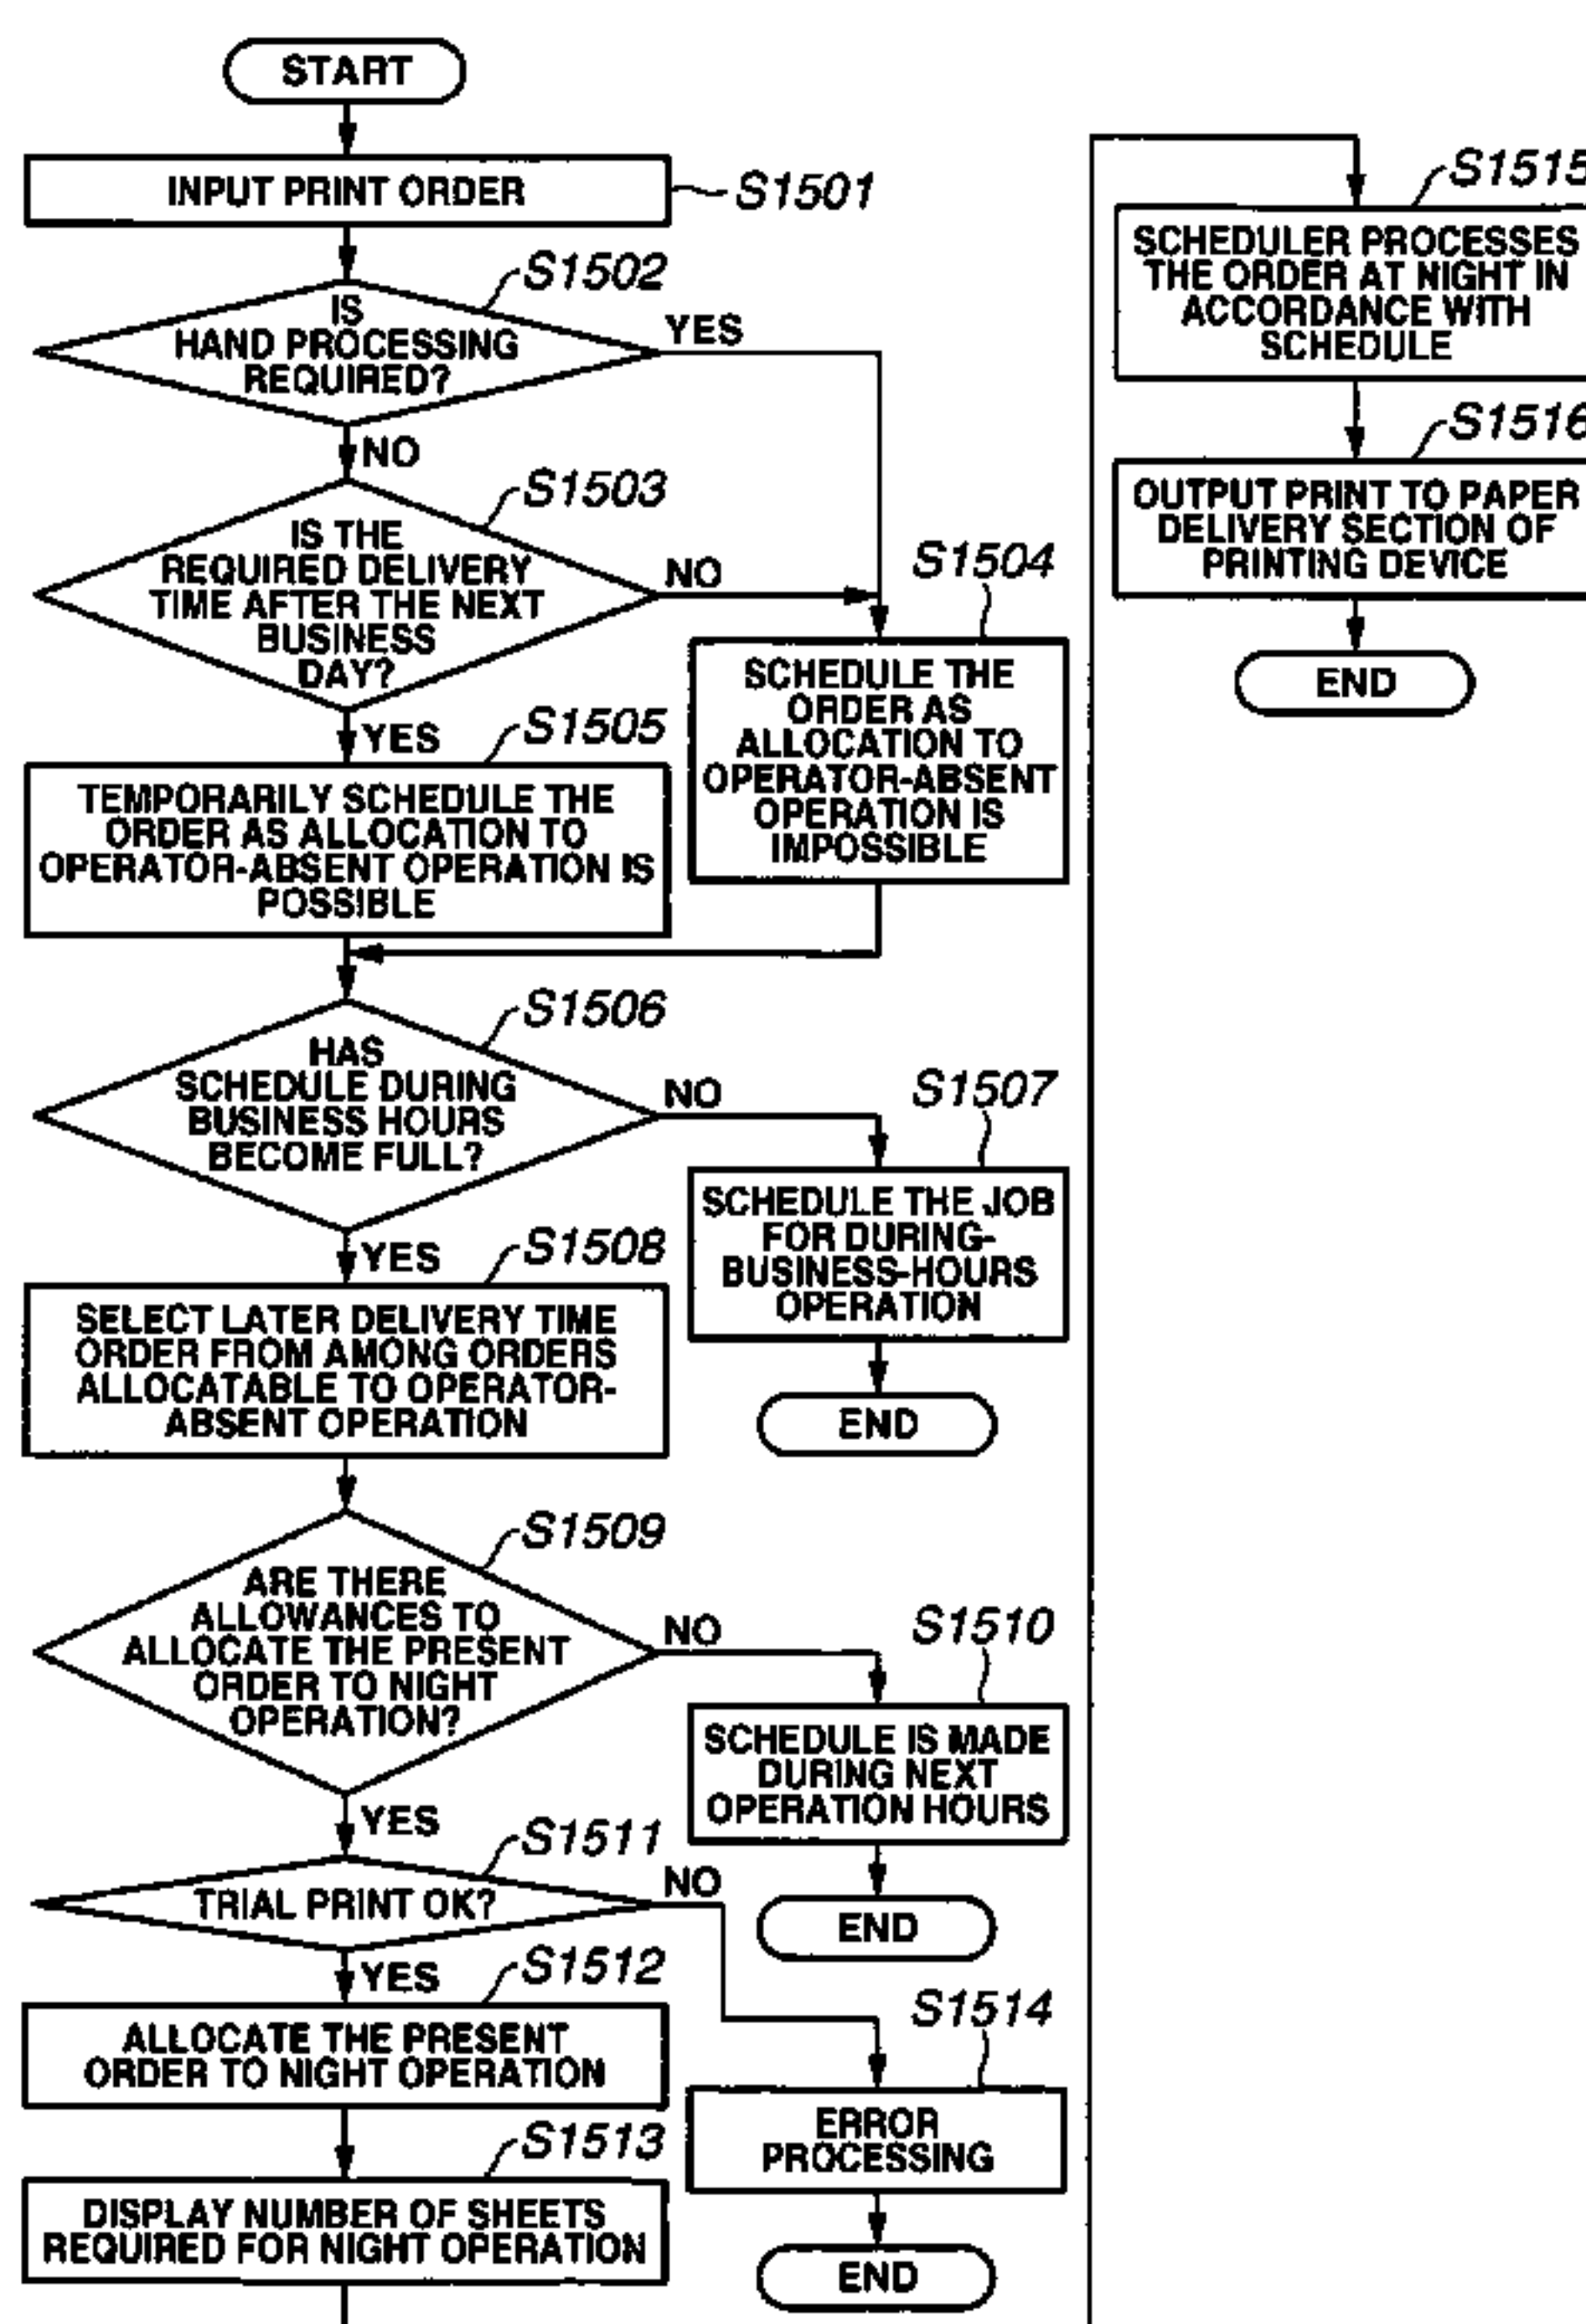 START
INPUT PRINT ORDER
S1501
S1502
IS
HAND PROCESSING
REQUIRED?
YES
NO
S1503
IS THE
REQUIRED DELIVERY
TIME AFTER THE NEXT
BUSINESS
DAY?
NO
YES
S1504
SCHEDULE THE
ORDER AS
ALLOCATION TO
OPERATOR-ABSENT
OPERATION IS
IMPOSSIBLE
S1505
TEMPORARILY SCHEDULE THE
ORDER AS ALLOCATION TO
OPERATOR-ABSENT OPERATION IS
POSSIBLE
S1506
HAS
SCHEDULE DURING
BUSINESS HOURS
BECOME FULL?
NO
YES
S1507
SCHEDULE THE JOB
FOR DURING-
BUSINESS-HOURS
OPERATION
END
S1508
SELECT LATER DELIVERY TIME
ORDER FROM AMONG ORDERS
ALLOCATABLE TO OPERATOR-
ABSENT OPERATION
S1509
ARE THERE
ALLOWANCES TO
ALLOCATE THE PRESENT
ORDER TO NIGHT
OPERATION?
NO
YES
S1510
SCHEDULE IS MADE
DURING NEXT
OPERATION HOURS
END
S1511
TRIAL PRINT OK?
NO
YES
S1512
ALLOCATE THE PRESENT
ORDER TO NIGHT OPERATION
S1513
DISPLAY NUMBER OF SHEETS
REQUIRED FOR NIGHT OPERATION
S1514
ERROR
PROCESSING
END
S1515
SCHEDULER PROCESSES
THE ORDER AT NIGHT IN
ACCORDANCE WITH
SCHEDULE
S1516
OUTPUT PRINT TO PAPER
DELIVERY SECTION OF
PRINTING DEVICE
END